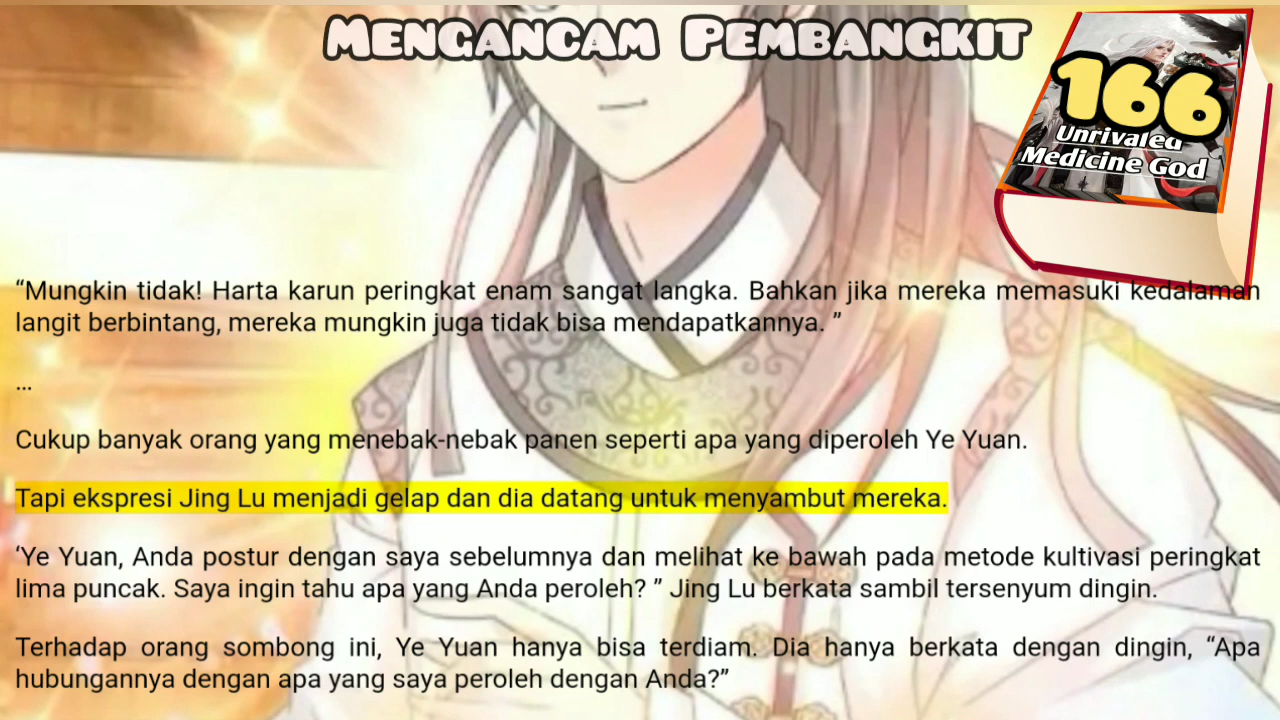 MENGANCAM PEMBANGKIT
166
Unrivaled
Medicine God
“Mungkin tidak! Harta karun peringkat enam sangat langka. Bahkan jika mereka memasuki kedalaman
langit berbintang, mereka mungkin juga tidak bisa mendapatkannya. ”
...
Cukup banyak orang yang menebak-nebak panen seperti apa yang diperoleh Ye Yuan.
Tapi ekspresi Jing Lu menjadi gelap dan dia datang untuk menyambut mereka.
‘Ye Yuan, Anda postur dengan saya sebelumnya dan melihat ke bawah pada metode kultivasi peringkat
lima puncak. Saya ingin tahu apa yang Anda peroleh? ” Jing Lu berkata sambil tersenyum dingin.
Terhadap orang sombong ini, Ye Yuan hanya bisa terdiam. Dia hanya berkata dengan dingin, “Apa
hubungannya dengan apa yang saya peroleh dengan Anda?”